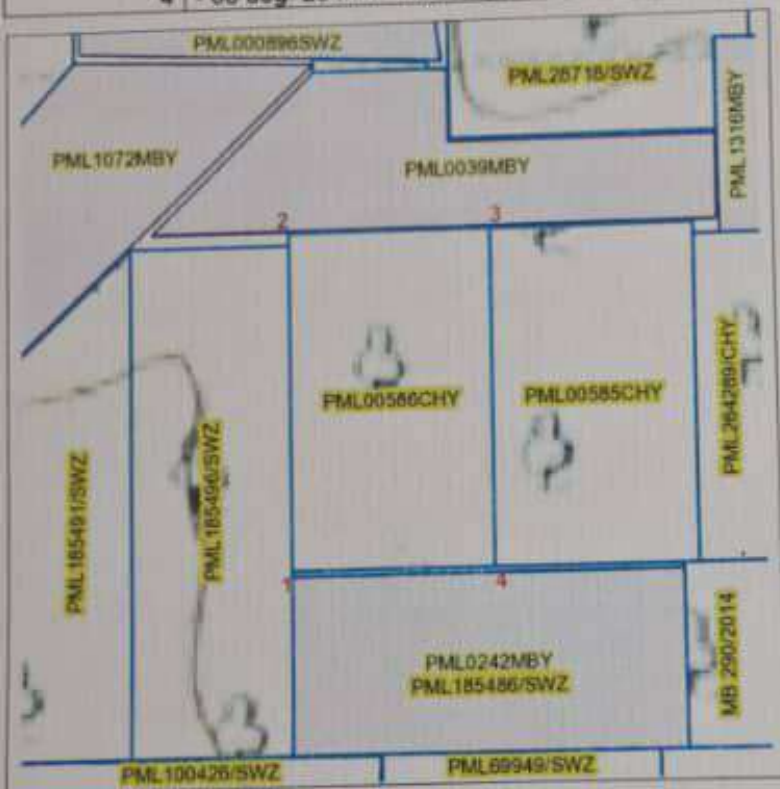 PML000896SWZ
PML28718/SWZ
PML1316MBY
PML1072MBY
PML0039MBY
2
3
PML00586CHY
PML00585CHY
PML264289/CHY
PML185491/SWZ
PML185496/SWZ
1
4
PML0242MBY
PML185486/SWZ
MB 290/2014
PML100426/SWZ
PML69949/SWZ